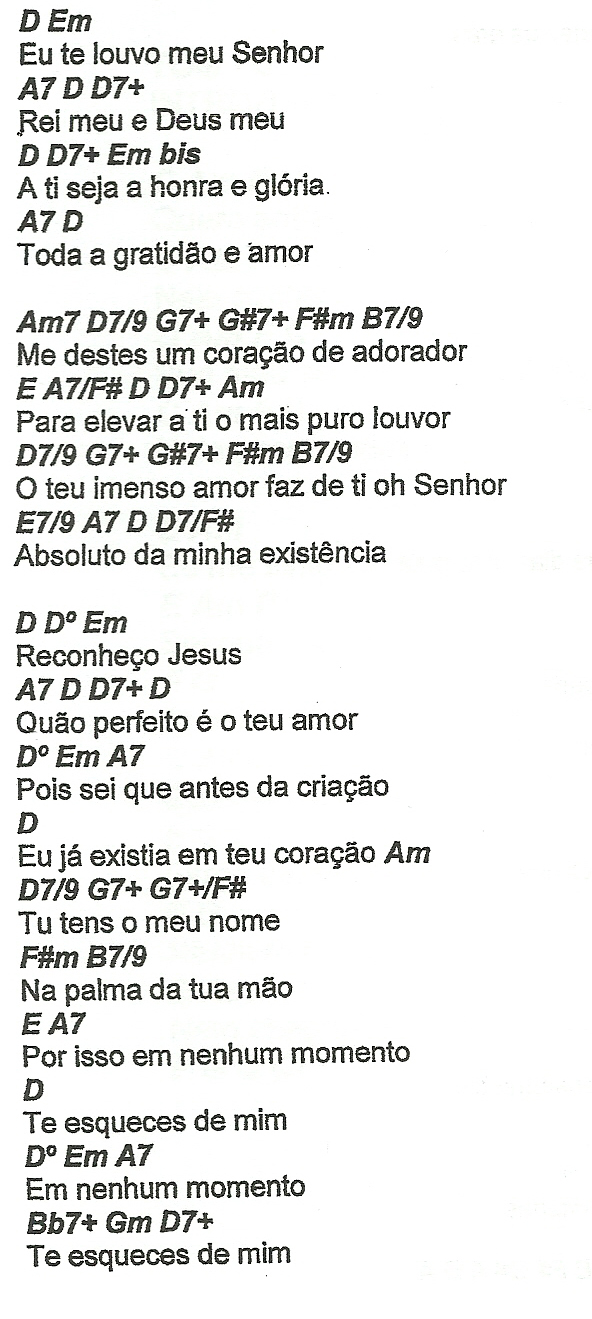 D Em
Eu te louvo meu Senhor
A7 D D7+
Rei meu e Deus meu
D D7+ Em bis
A ti seja a honra e glória.
A7 D
Toda a gratidão e amor
Am7 D7/9 G7+ G#7+ F#m B7/9
Me destes um coração de adorador
E A7/F# D D7+ Am
Para elevar a ti o mais puro louvor
D7/9 G7+ G#7+ F#m B7/9
O teu imenso amor faz de ti oh Senhor
E7/9 A7 D D7/F#
Absoluto da minha existência
D Dº Em
Reconheço Jesus
A7 D D7+ D
Quão perfeito é o teu amor
Dº Em A7
Pois sei que antes da criação
D
Eu já existia em teu coração Am
D7/9 G7+ G7+/F#
Tu tens o meu nome
F#m B7/9
Na palma da tua mão
E A7
Por isso em nenhum momento
D
Te esqueces de mim
Dº Em A7
Em nenhum momento
Bb7+ Gm D7+
Te esqueces de mim